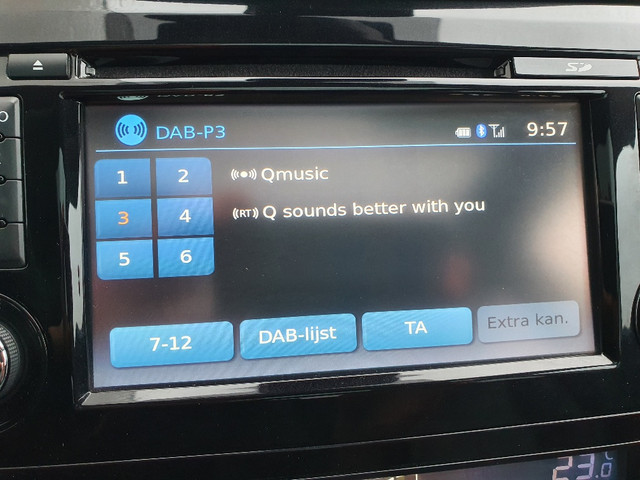 DAB-P3
9:57
1 2
Qmusic
3 4
(RT) Q sounds better with you
5 6
7-12 DAB-lijst TA Extra kan.
23.0 °C